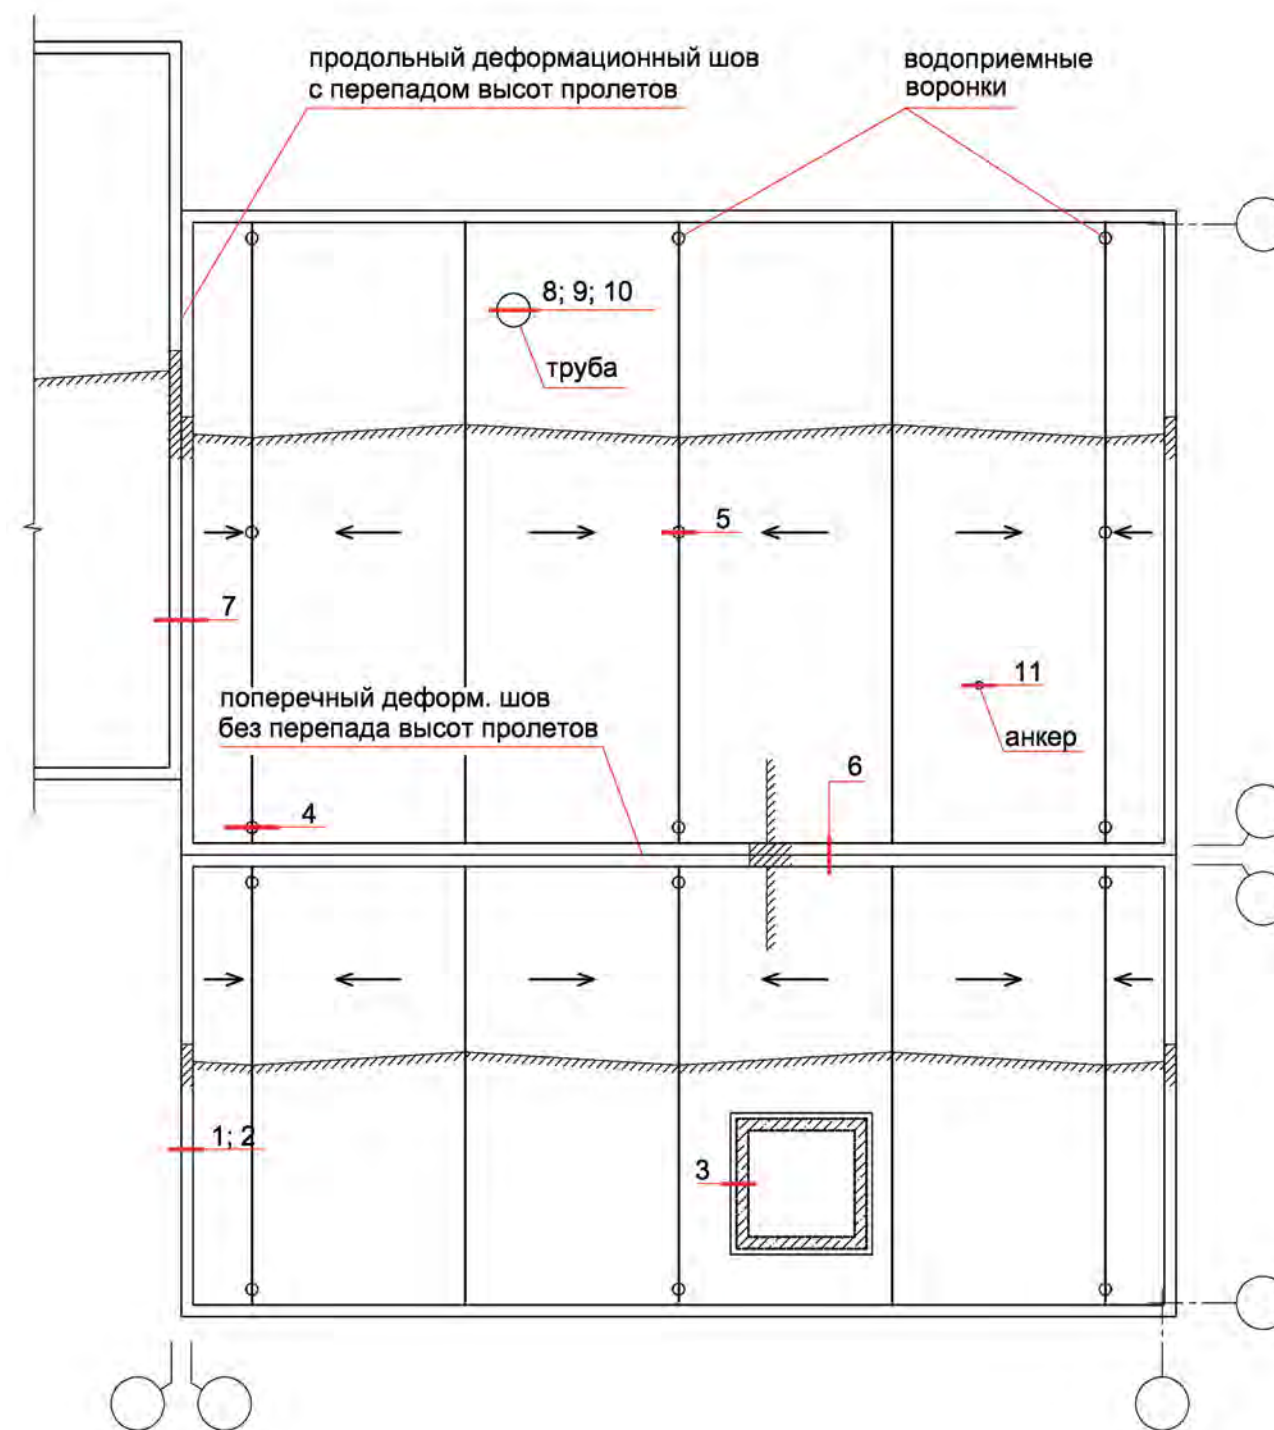 продольный деформационный шов
с перепадом высот пролетов
водоприемные
воронки
8; 9; 10
труба
5
7
11
поперечный деформ. шов
без перепада высот пролетов
анкер
6
4
1; 2
3